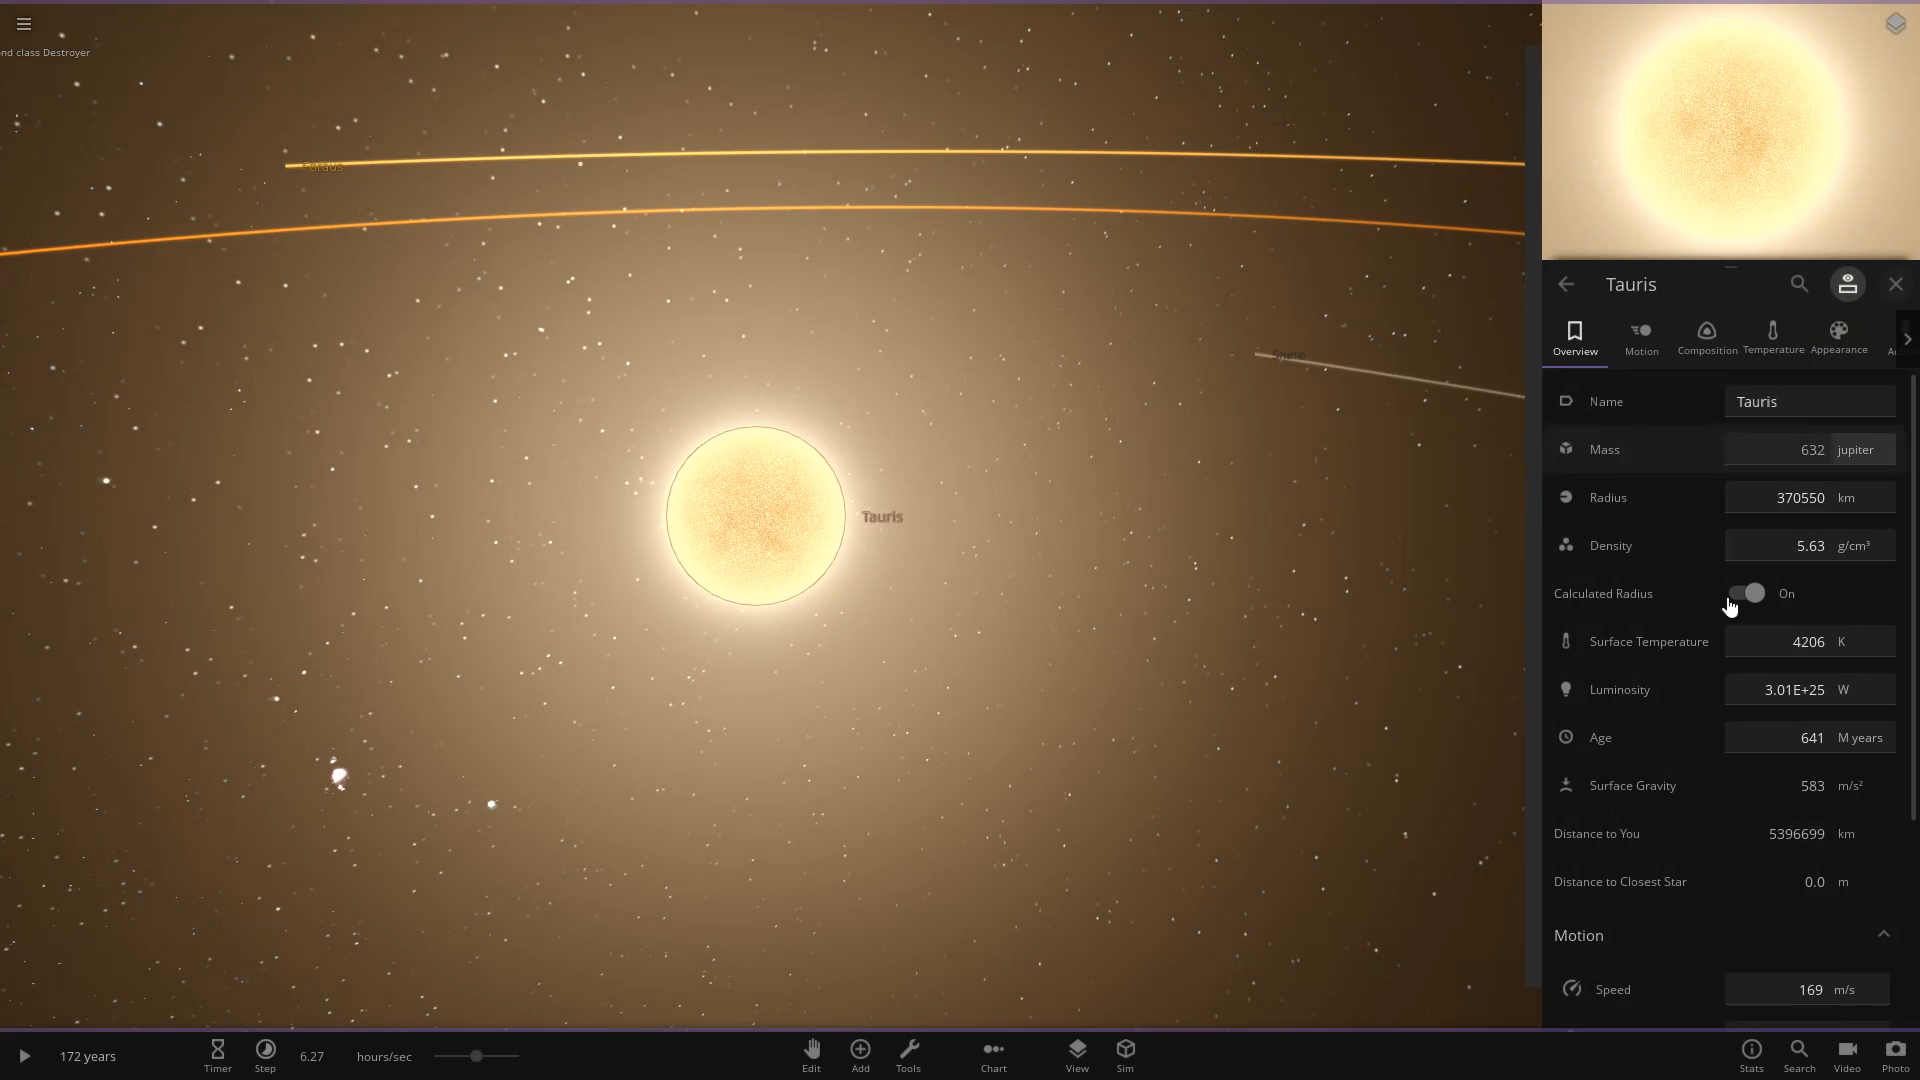 nd class Destroyer
Foraus
Tauris
Tauris
Overview
Motion
Composition
Temperature
Appearance
Name Tauris
Mass 632 jupiter
Radius 370550 km
Density 5.63 g/cm³
Calculated Radius On
Surface Temperature 4206 K
Luminosity 3.01E+25 W
Age 641 M years
Surface Gravity 583 m/s²
Distance to You 5396699 km
Distance to Closest Star 0.0 m
Motion
Speed 169 m/s
172 years
Timer
Step
6.27 hours/sec
Edit
Add
Tools
Chart
View
Sim
Stats
Search
Video
Photo